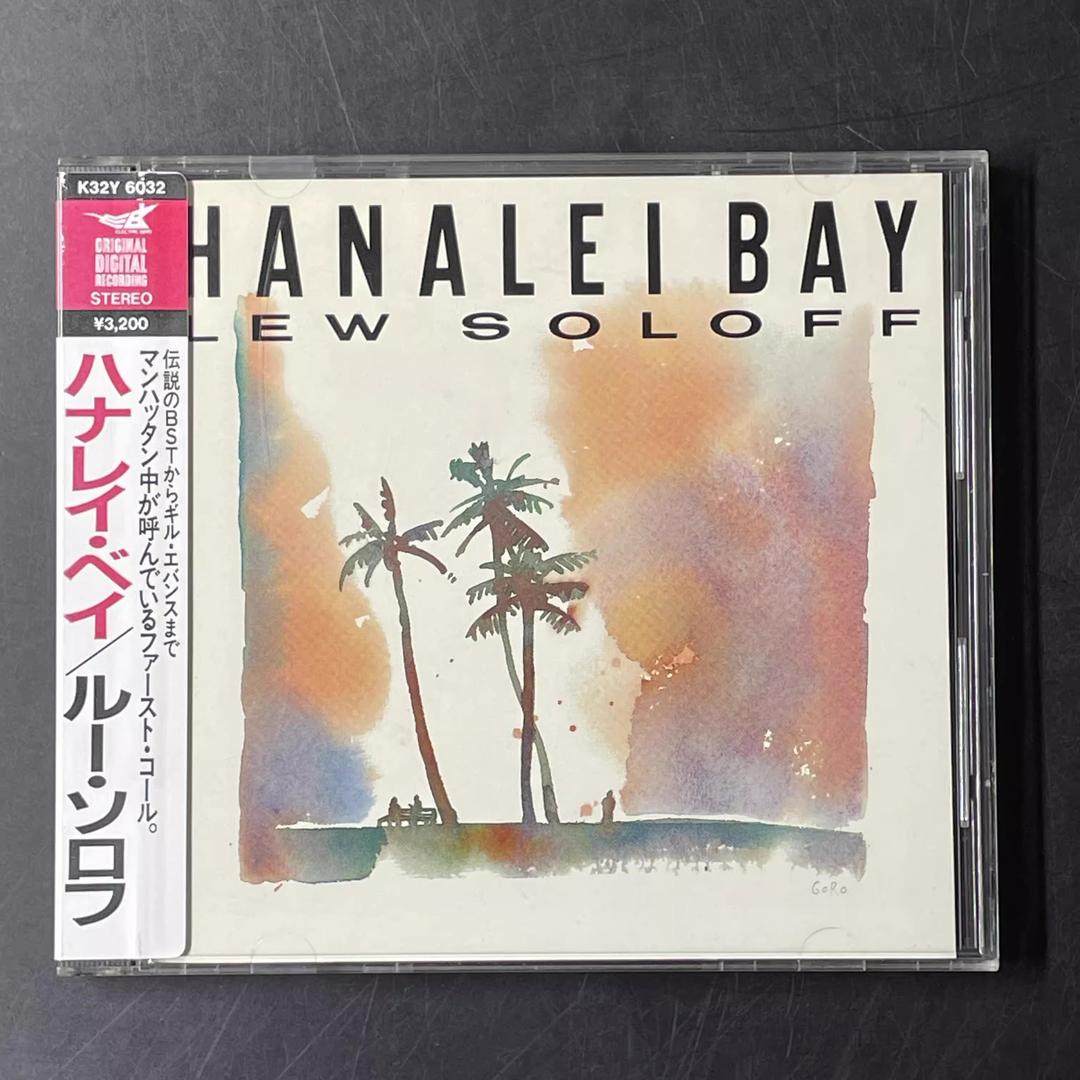 K32Y 6032
ELECTRIC BIRD
ORIGINAL
DIGITAL
RECORDING
STEREO
¥3,200
伝説のBSTからギル・エバンスまで
マンハッタン中が呼んでいるファースト・コール。
ハナレイ・ベイ/ルー・ソロフ
HANALEI BAY
LEW SOLOFF
GORO